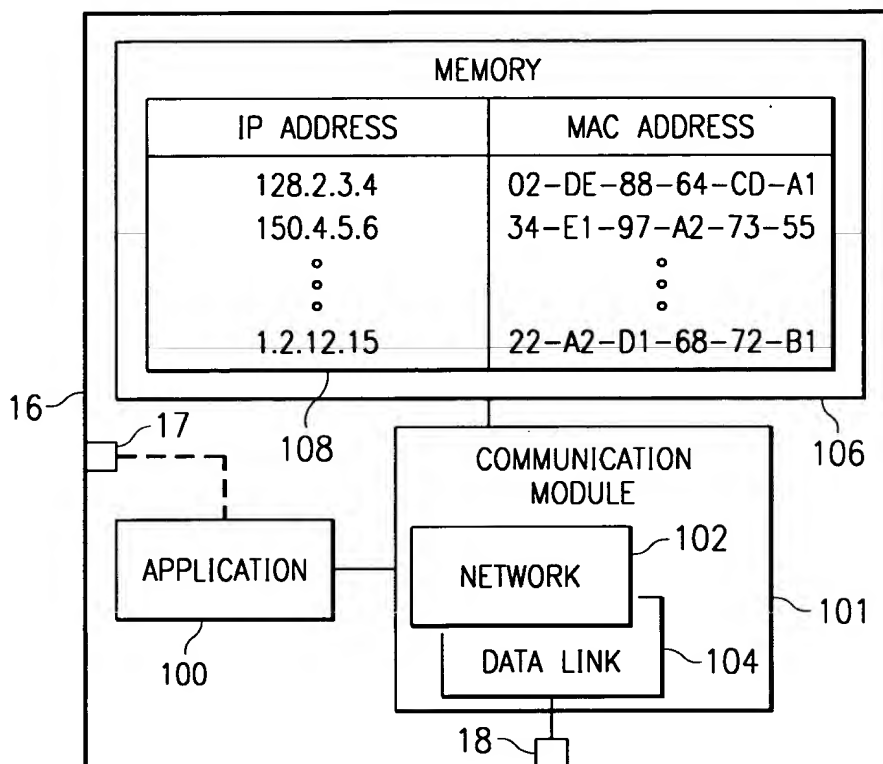 MEMORY
IP ADDRESS MAC ADDRESS
128.2.3.4 02-DE-88-64-CD-A1
150.4.5.6 34-E1-97-A2-73-55
1.2.12.15 22-A2-D1-68-72-B1
16
17
108
106
COMMUNICATION
MODULE
102
APPLICATION
NETWORK
101
100
DATA LINK
104
18